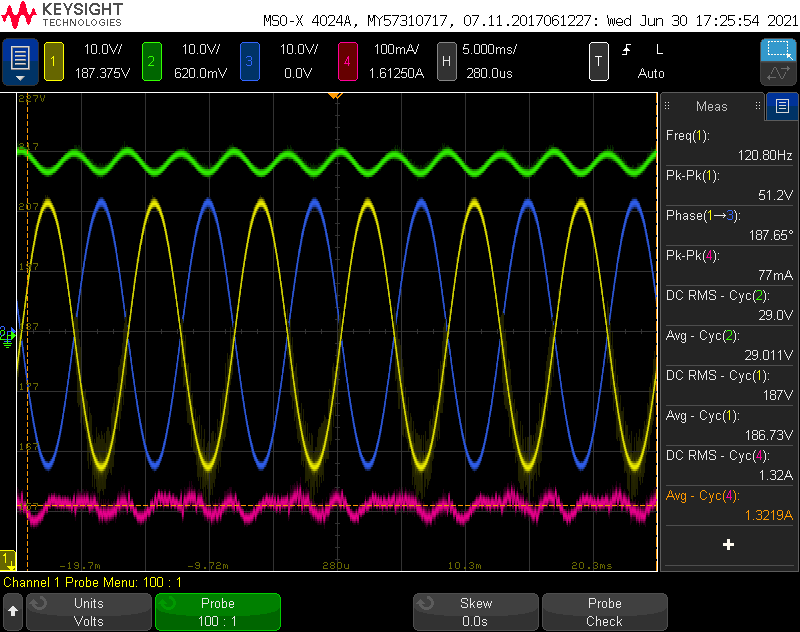 KEYSIGHT
TECHNOLOGIES
MSO-X 4024A, MY57310717, 07.11.2017061227: Wed Jun 30 17:25:54 2021
1 10.0V/ 187.375V
2 10.0V/ 620.0mV
3 10.0V/ 0.0V
4 100mA/ 1.61250A
H 5.000ms/ 280.0us
T L Auto
227V
217
207
197
187
177
167
157
-19.7m -9.72m 280u 10.3m 20.3ms
Meas
Freq(1):
120.80Hz
Pk-Pk(1):
51.2V
Phase(1→3):
187.65°
Pk-Pk(4):
77mA
DC RMS - Cyc(2):
29.0V
Avg - Cyc(2):
29.011V
DC RMS - Cyc(1):
187V
Avg - Cyc(1):
186.73V
DC RMS - Cyc(4):
1.32A
Avg - Cyc(4):
1.3219A
Channel 1 Probe Menu: 100 : 1
Units
Volts
Probe
100 : 1
Skew
0.0s
Probe
Check